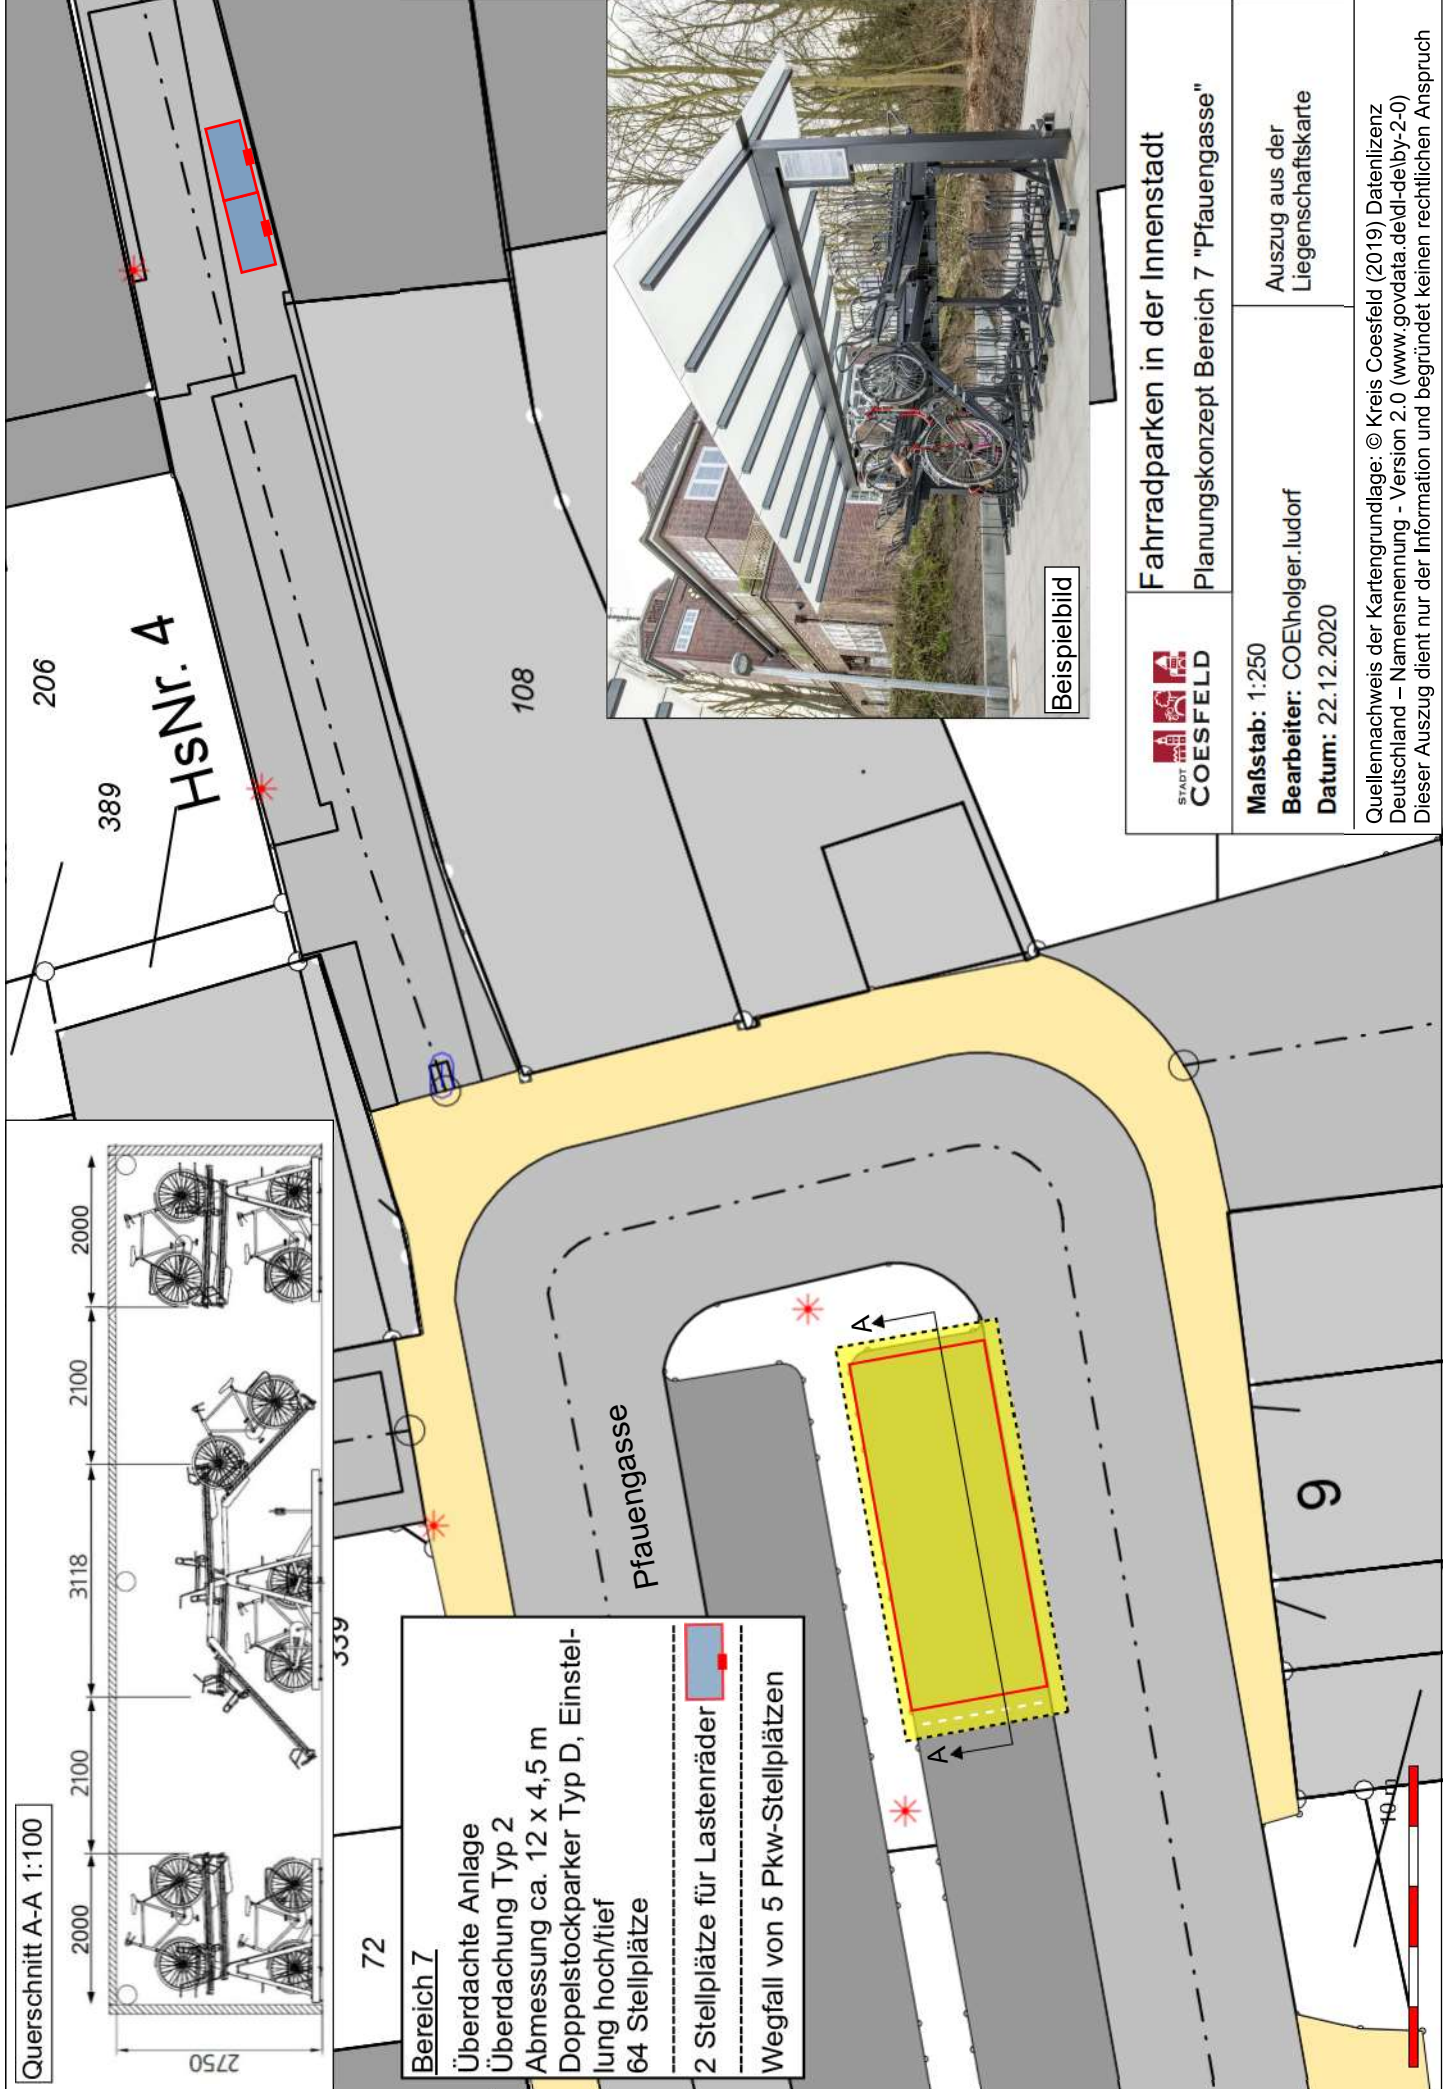 Querschnitt A-A 1:100
2000
2100
3118
2100
2000
2750
72
339
389
206
HsNr. 4
108
Pfauengasse
A
A
9
10 m
Bereich 7
Überdachte Anlage
Überdachung Typ 2
Abmessung ca. 12 x 4,5 m
Doppelstockparker Typ D, Einstel-
lung hoch/tief
64 Stellplätze
2 Stellplätze für Lastenräder
Wegfall von 5 Pkw-Stellplätzen
Beispielbild
STADT
COESFELD
Fahrradparken in der Innenstadt
Planungskonzept Bereich 7 "Pfauengasse"
Maßstab: 1:250
Bearbeiter: COE\holger.ludorf
Datum: 22.12.2020
Auszug aus der
Liegenschaftskarte
Quellennachweis der Kartengrundlage: © Kreis Coesfeld (2019) Datenlizenz
Deutschland – Namensnennung - Version 2.0 (www.govdata.de\dl-de\by-2-0)
Dieser Auszug dient nur der Information und begründet keinen rechtlichen Anspruch